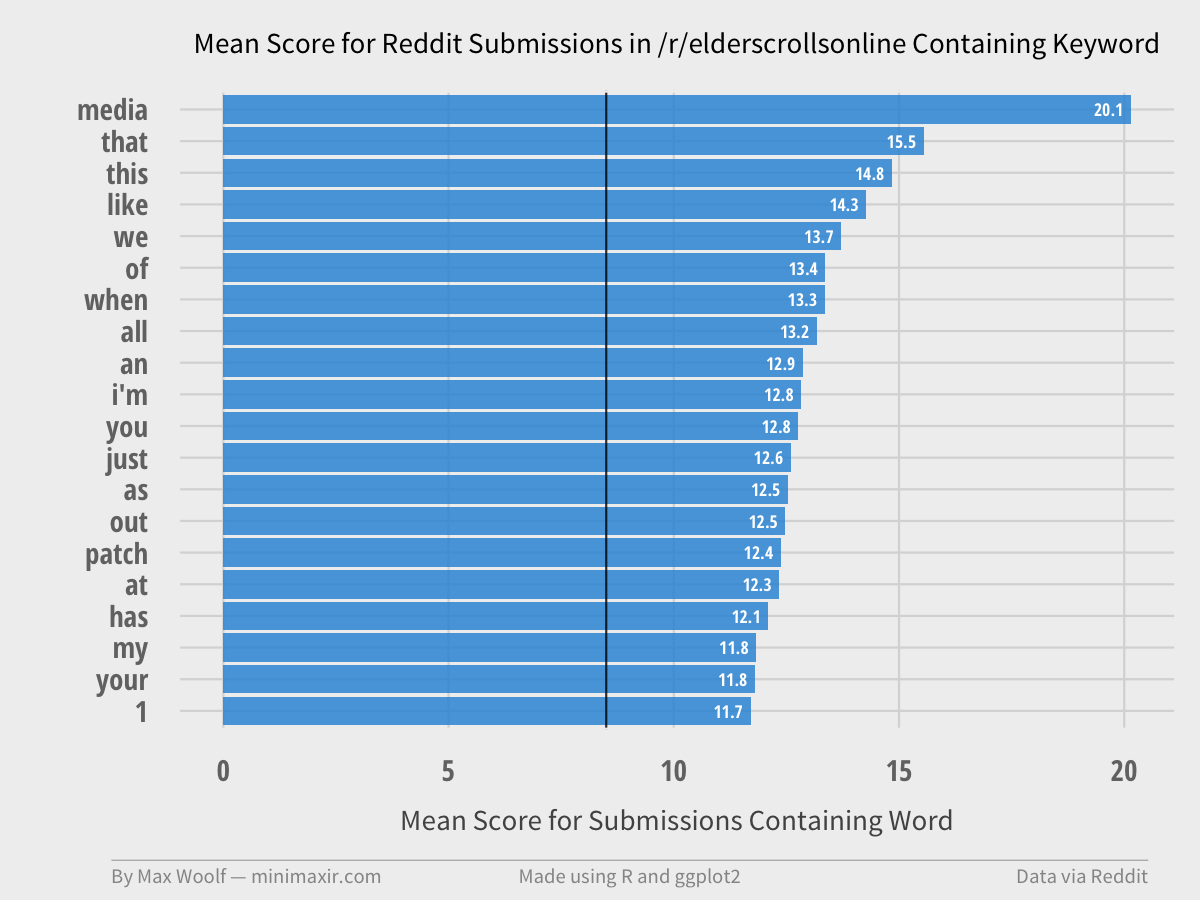 Mean Score for Reddit Submissions in /r/elderscrollsonline Containing Keyword
media 20.1
that 15.5
this 14.8
like 14.3
we 13.7
of 13.4
when 13.3
all 13.2
an 12.9
i'm 12.8
you 12.8
just 12.6
as 12.5
out 12.5
patch 12.4
at 12.3
has 12.1
my 11.8
your 11.8
1 11.7
0 5 10 15 20
Mean Score for Submissions Containing Word
By Max Woolf — minimaxir.com Made using R and ggplot2 Data via Reddit